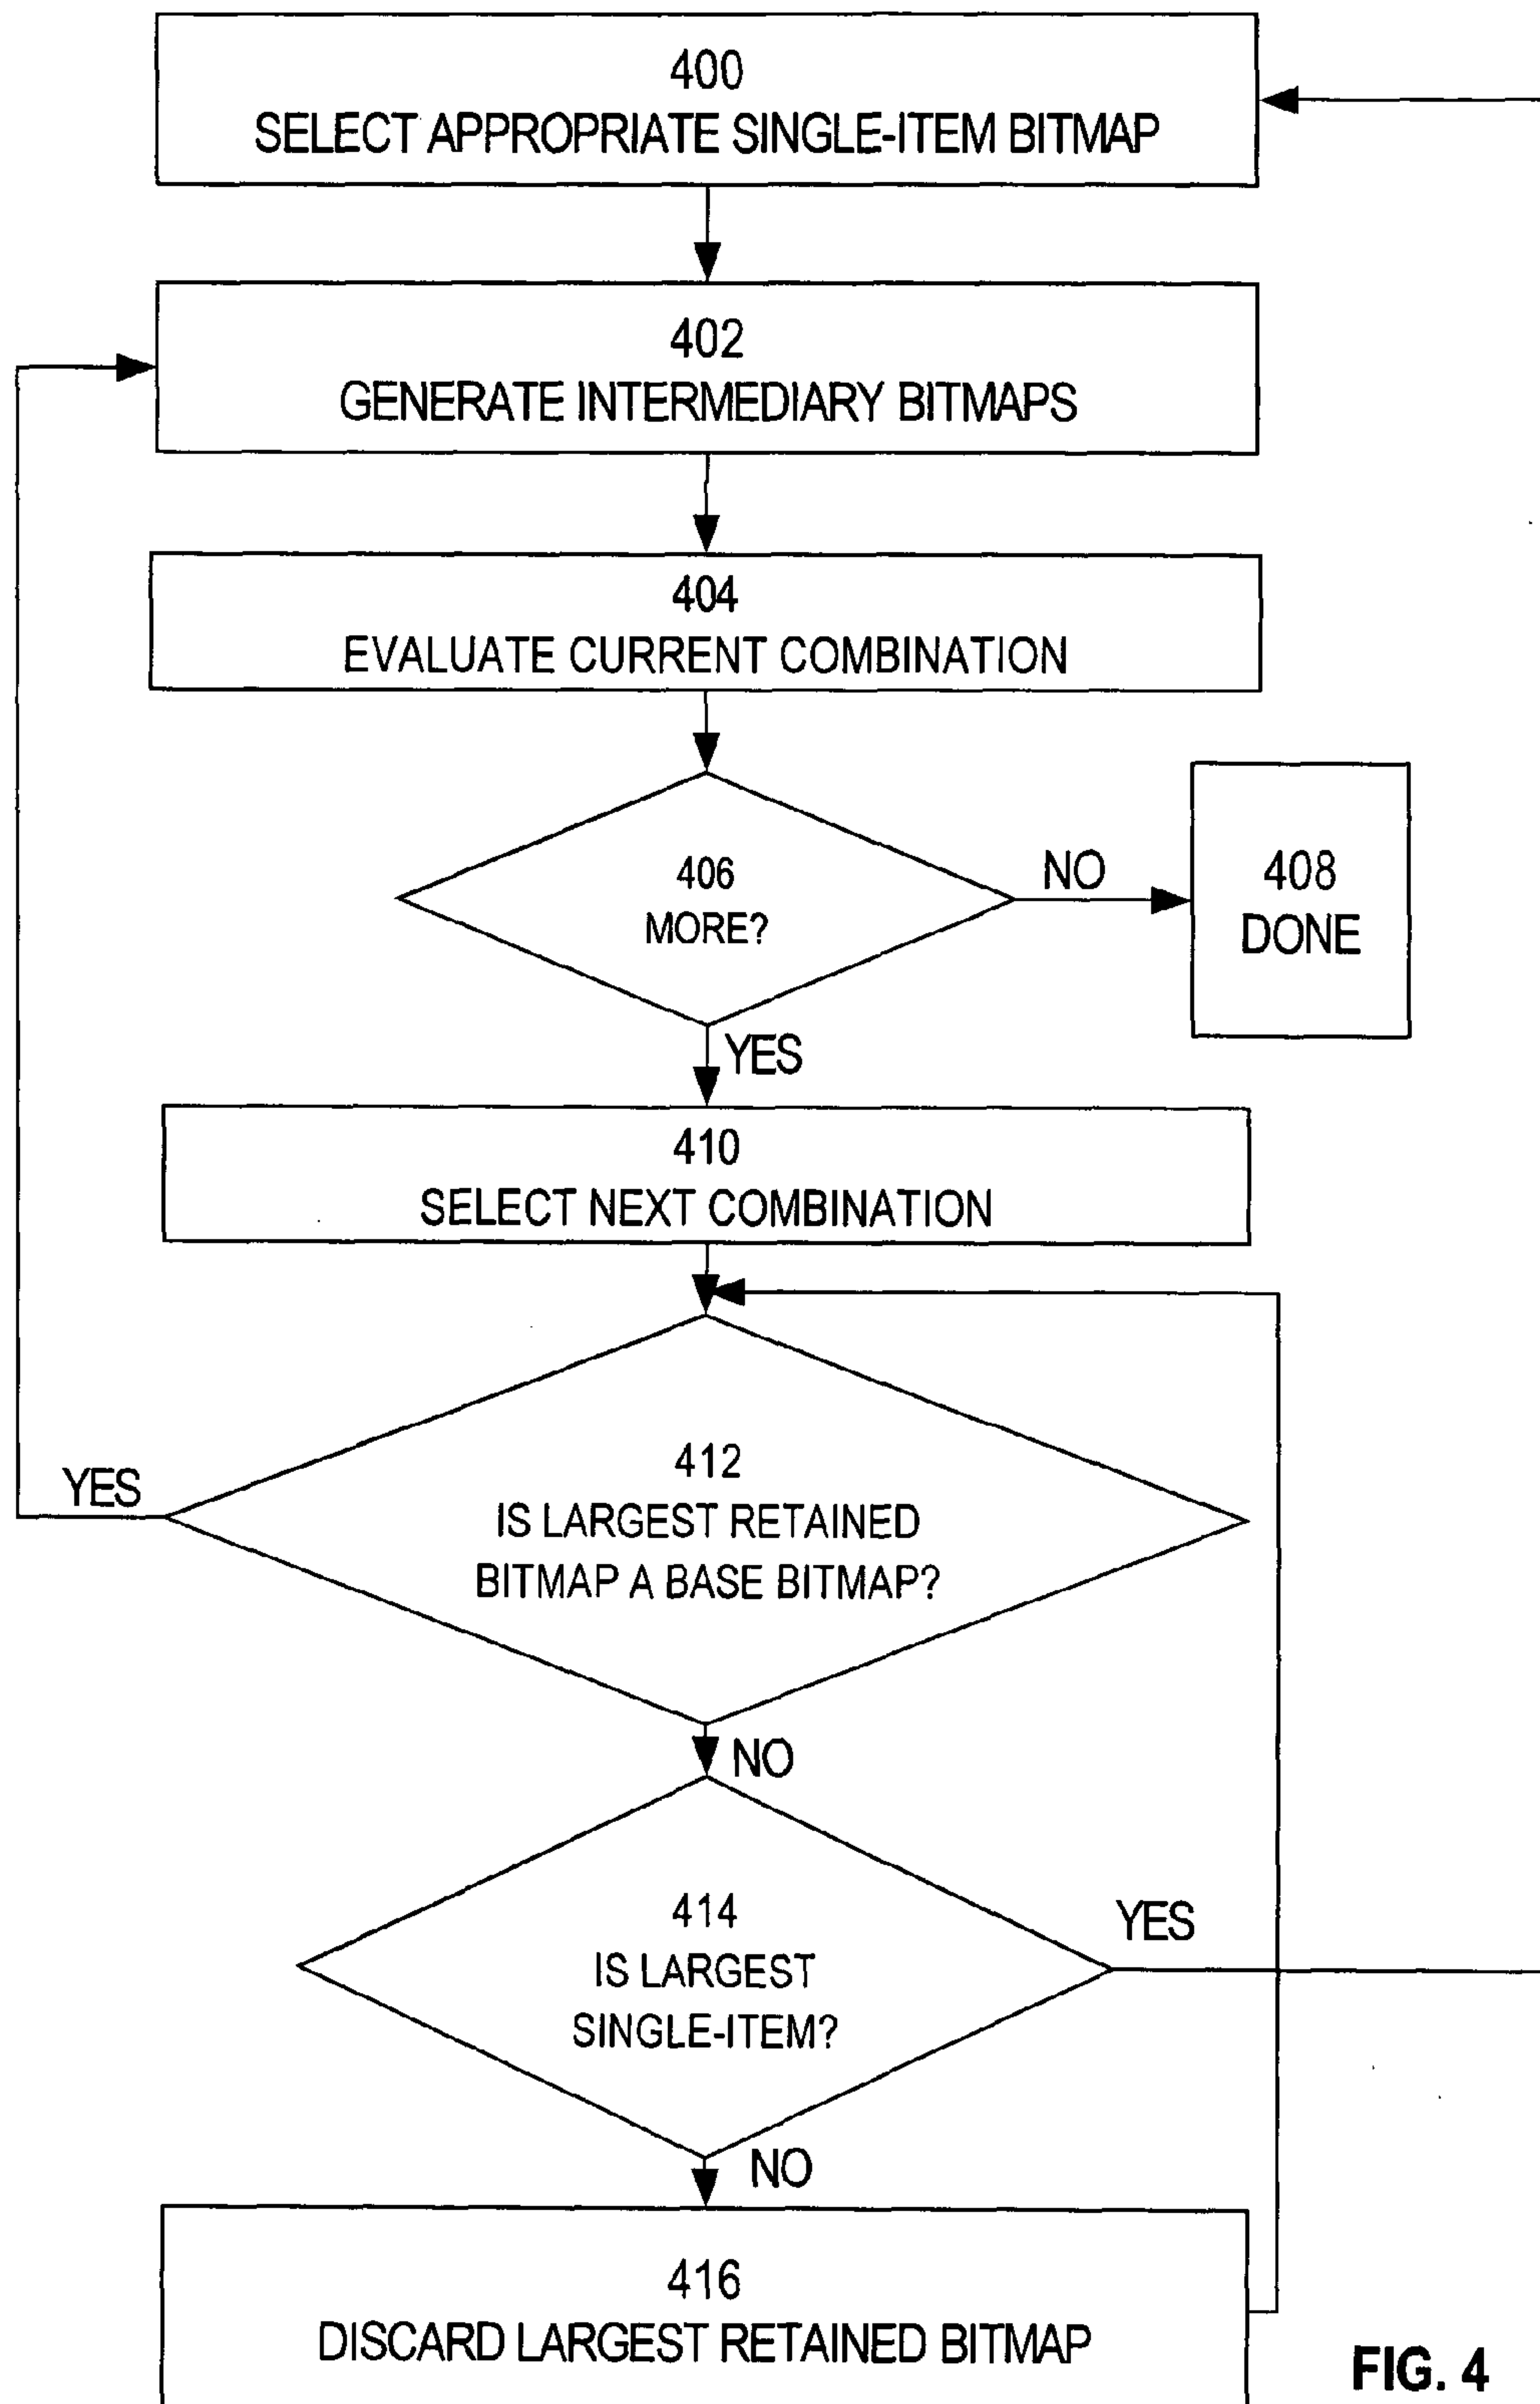 400
SELECT APPROPRIATE SINGLE-ITEM BITMAP
402
GENERATE INTERMEDIARY BITMAPS
404
EVALUATE CURRENT COMBINATION
406
MORE?
NO
408
DONE
YES
410
SELECT NEXT COMBINATION
412
IS LARGEST RETAINED
BITMAP A BASE BITMAP?
YES
NO
414
IS LARGEST
SINGLE-ITEM?
YES
NO
416
DISCARD LARGEST RETAINED BITMAP
FIG. 4